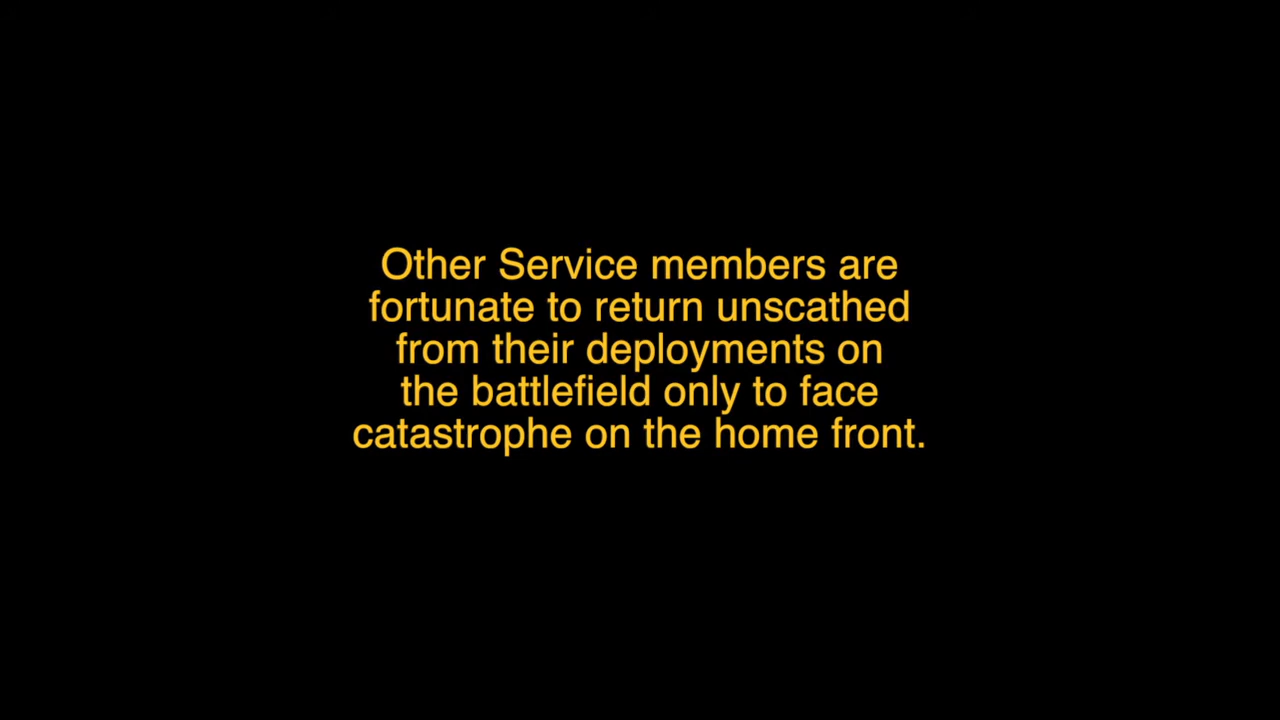 Other Service members are
fortunate to return unscathed
from their deployments on
the battlefield only to face
catastrophe on the home front.